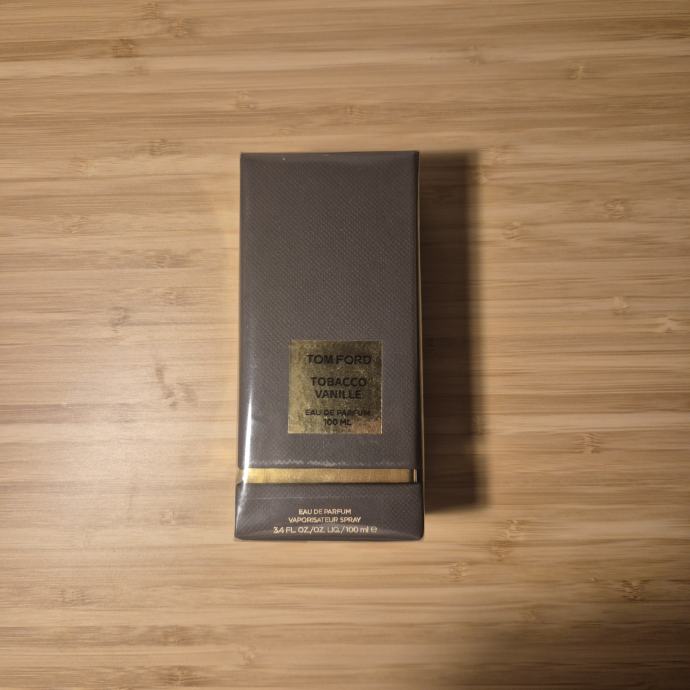 TOM FORD
TOBACCO
VANILLE
EAU DE PARFUM
100 ML
EAU DE PARFUM
VAPORISATEUR SPRAY
3.4 FL. OZ./OZ. LIQ./100 ml e